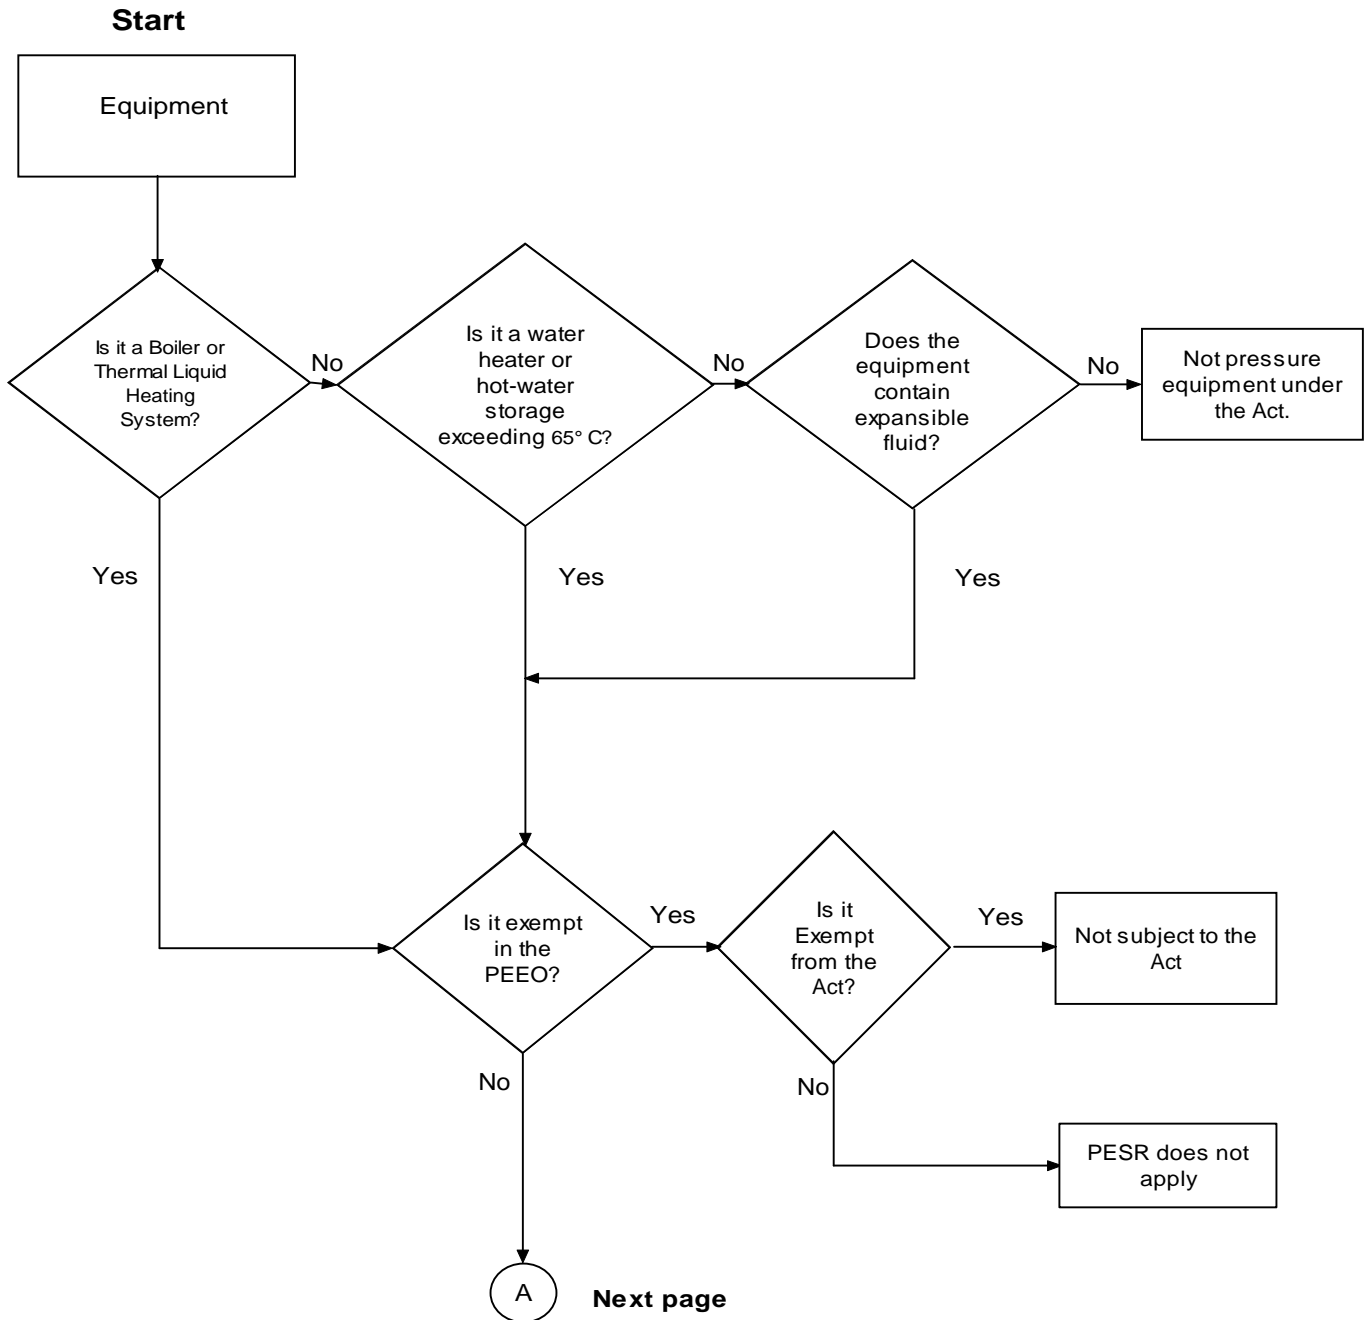 Start
Equipment
Is it a Boiler or
Thermal Liquid
Heating
System?
No
Is it a water
heater or
hot-water
storage
exceeding 65° C?
No
Does the
equipment
contain
expansible
fluid?
No
Not pressure
equipment under
the Act.
Yes
Yes
Yes
Is it exempt
in the
PEEO?
Yes
Is it
Exempt
from the
Act?
Yes
Not subject to the
Act
No
No
PESR does not
apply
A
Next page